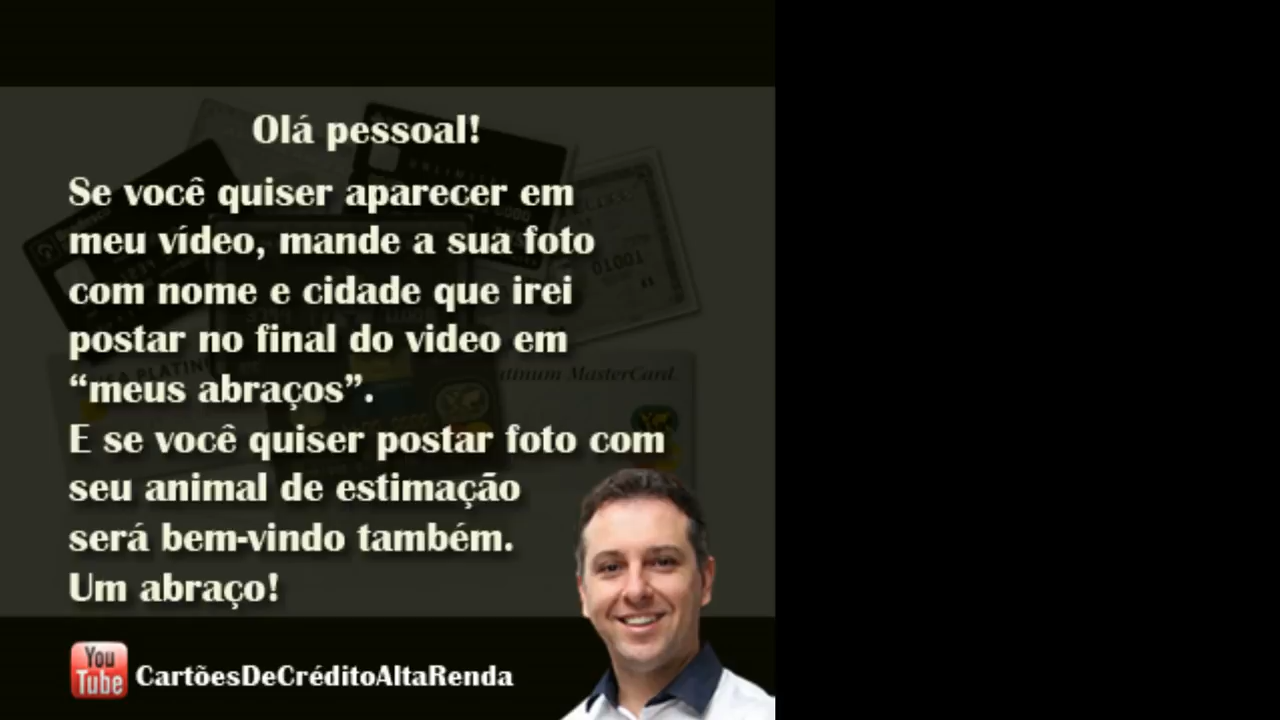 Olá pessoal!
Se você quiser aparecer em
meu vídeo, mande a sua foto
com nome e cidade que irei
postar no final do video em
“meus abraços”.
E se você quiser postar foto com
seu animal de estimação
será bem-vindo também.
Um abraço!
You
Tube
CartõesDeCréditoAltaRenda
MasterCard